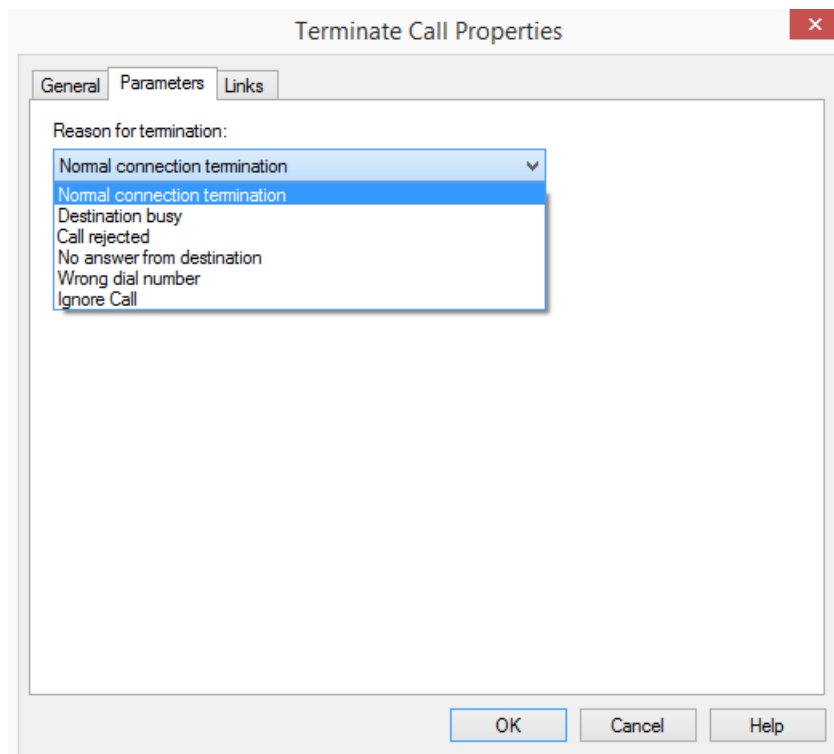 Terminate Call Properties
General Parameters Links
Reason for termination:
Normal connection termination
Normal connection termination
Destination busy
Call rejected
No answer from destination
Wrong dial number
Ignore Call
OK Cancel Help